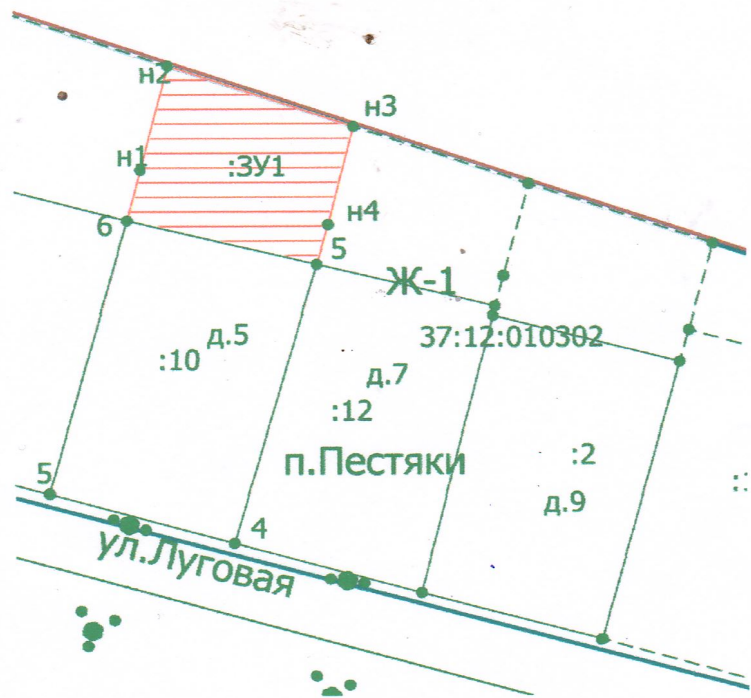 н2
н3
н1
:ЗУ1
н4
6
5
Ж-1
37:12:010302
д.5
:10
д.7
:12
п.Пестяки
:2
д.9
5
4
ул.Луговая